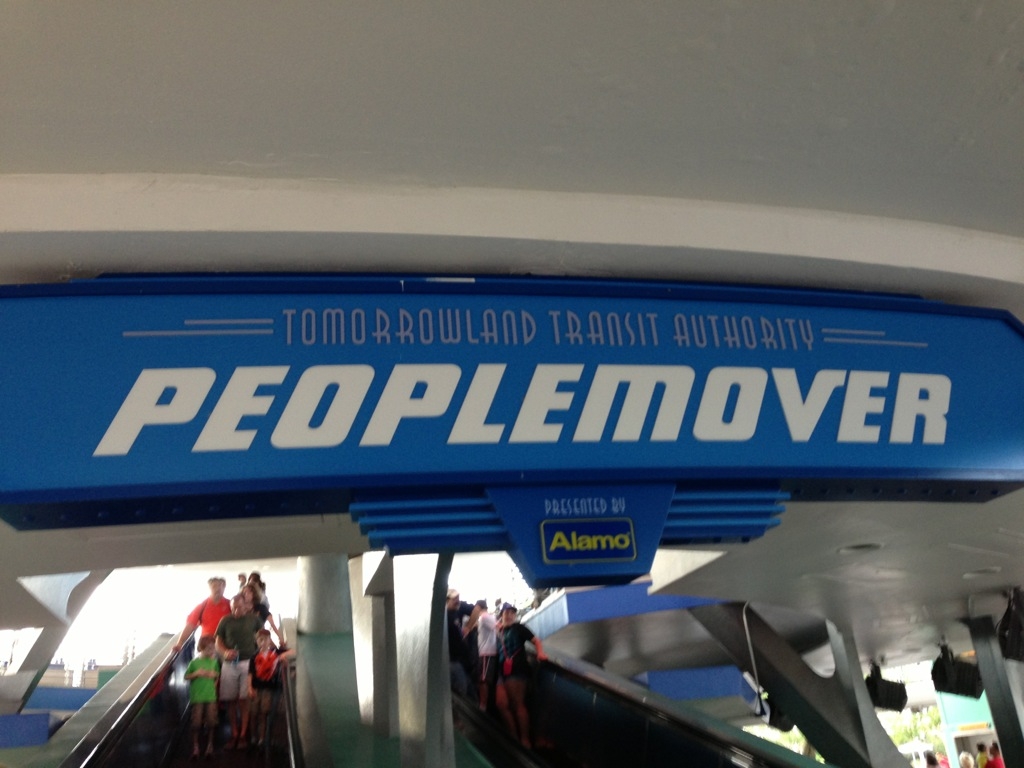 TOMORROWLAND TRANSIT AUTHORITY
PEOPLEMOVER
PRESENTED BY
Alamo